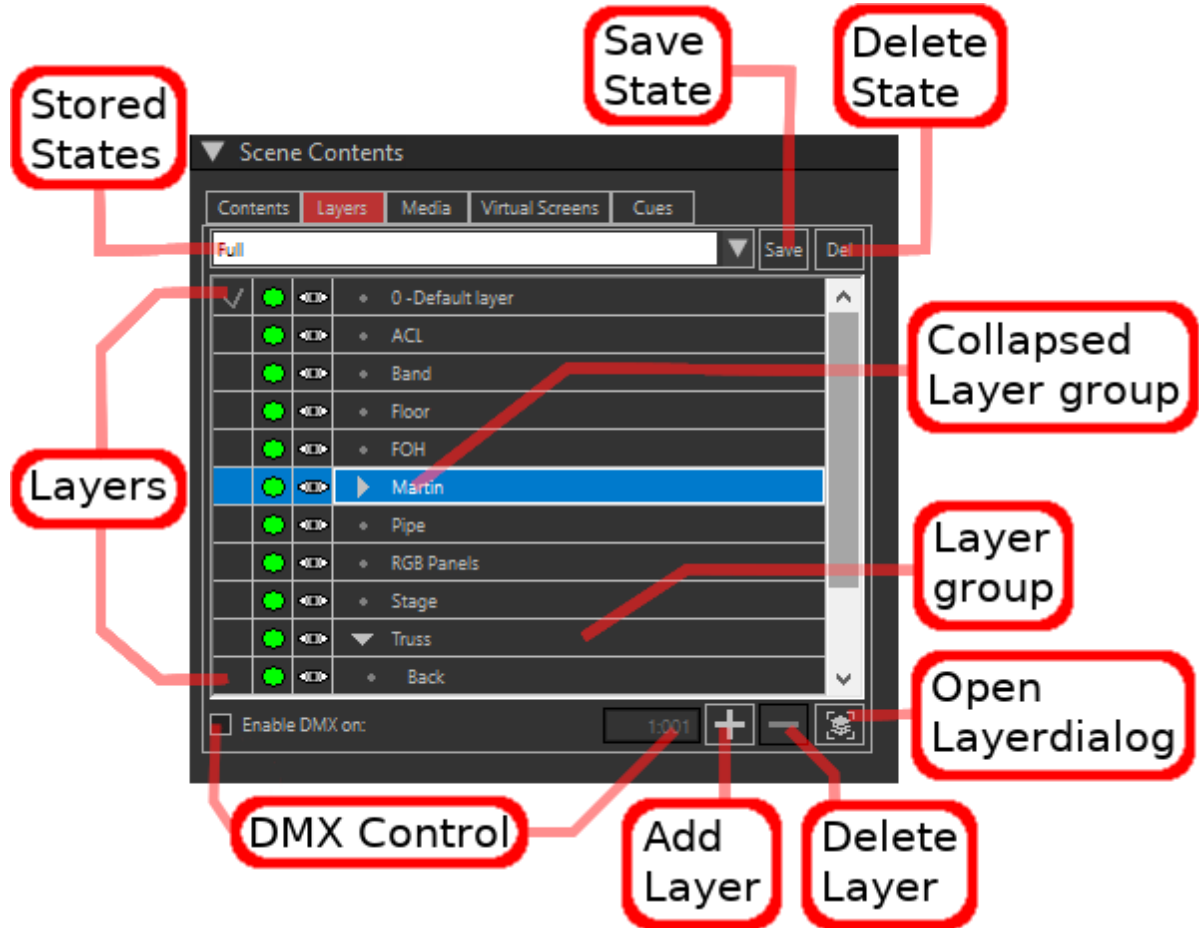 Save
State
Delete
State
Stored
States
Scene Contents
Contents Layers Media Virtual Screens Cues
Full Save Del
0 -Default layer
ACL
Band
Floor
FOH
Martin
Pipe
RGB Panels
Stage
Truss
Back
Collapsed
Layer group
Layers
Layer
group
Open
Layerdialog
Enable DMX on: 1:001
DMX Control
Add
Layer
Delete
Layer